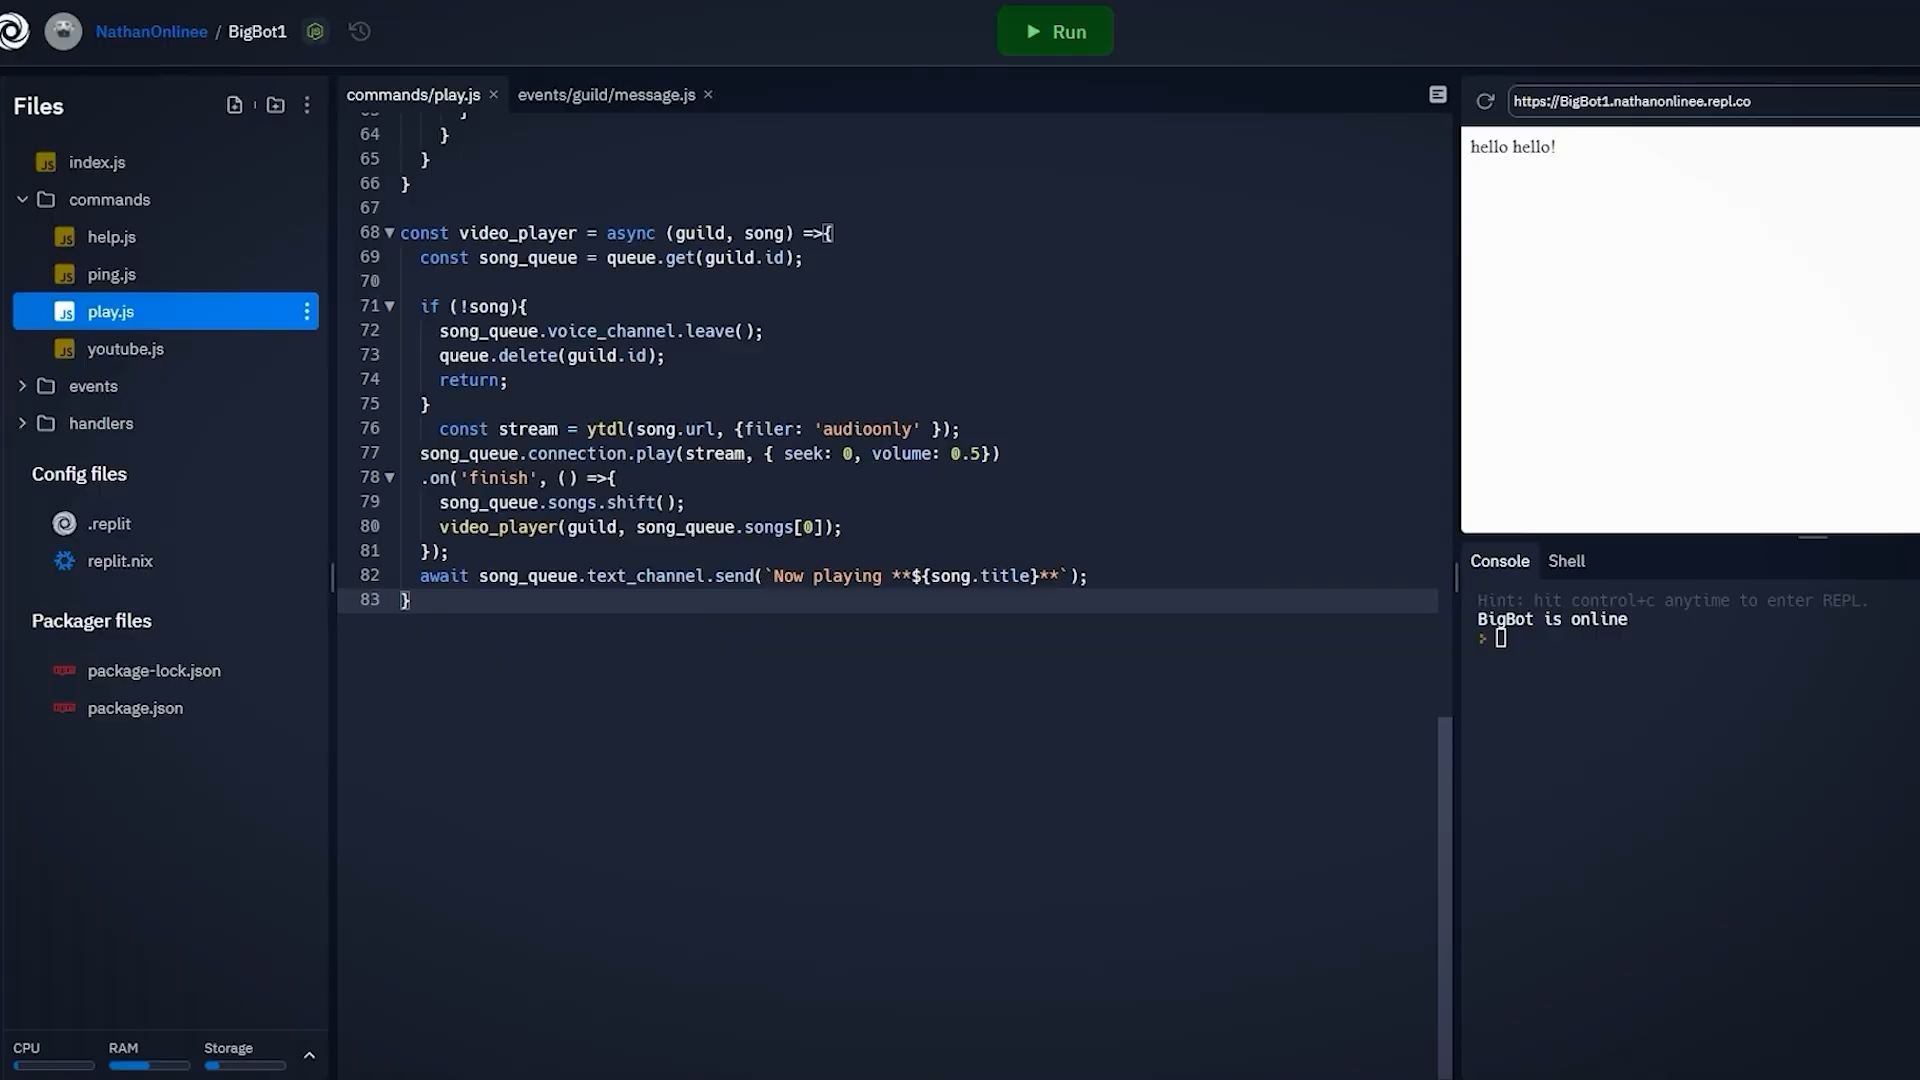 NathanOnlinee / BigBot1
Run
Files
index.js
commands
help.js
ping.js
play.js
youtube.js
events
handlers
Config files
.replit
replit.nix
Packager files
package-lock.json
package.json
CPU
RAM
Storage
commands/play.js ×
events/guild/message.js ×
64 }
65 }
66 }
67
68 const video_player = async (guild, song) =>{
69 const song_queue = queue.get(guild.id);
70
71 if (!song){
72 song_queue.voice_channel.leave();
73 queue.delete(guild.id);
74 return;
75 }
76 const stream = ytdl(song.url, {filer: 'audioonly' });
77 song_queue.connection.play(stream, { seek: 0, volume: 0.5})
78 .on('finish', () =>{
79 song_queue.songs.shift();
80 video_player(guild, song_queue.songs[0]);
81 });
82 await song_queue.text_channel.send(`Now playing **${song.title}**`);
83 }
https://BigBot1.nathanonlinee.repl.co
hello hello!
Console
Shell
Hint: hit control+c anytime to enter REPL.
BigBot is online